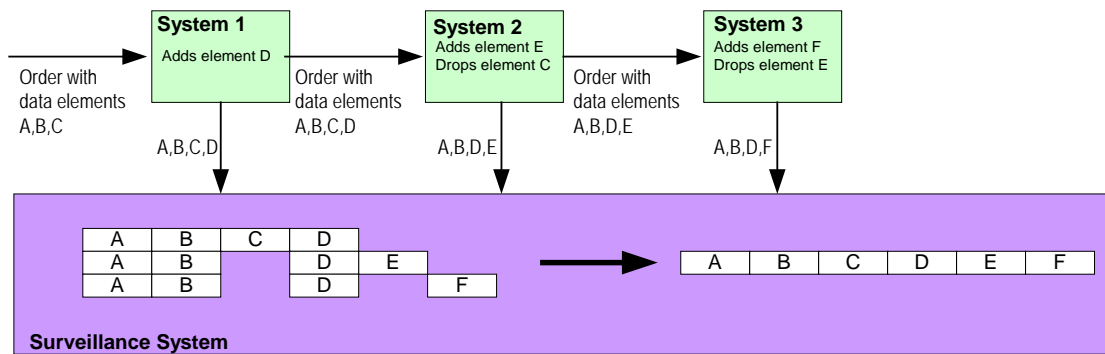 System 1
Adds element D
System 2
Adds element E
Drops element C
System 3
Adds element F
Drops element E
Order with
data elements
A,B,C
Order with
data elements
A,B,C,D
Order with
data elements
A,B,D,E
A,B,C,D
A,B,D,E
A,B,D,F
A B C D
A B D E
A B D F
A B C D E F
Surveillance System